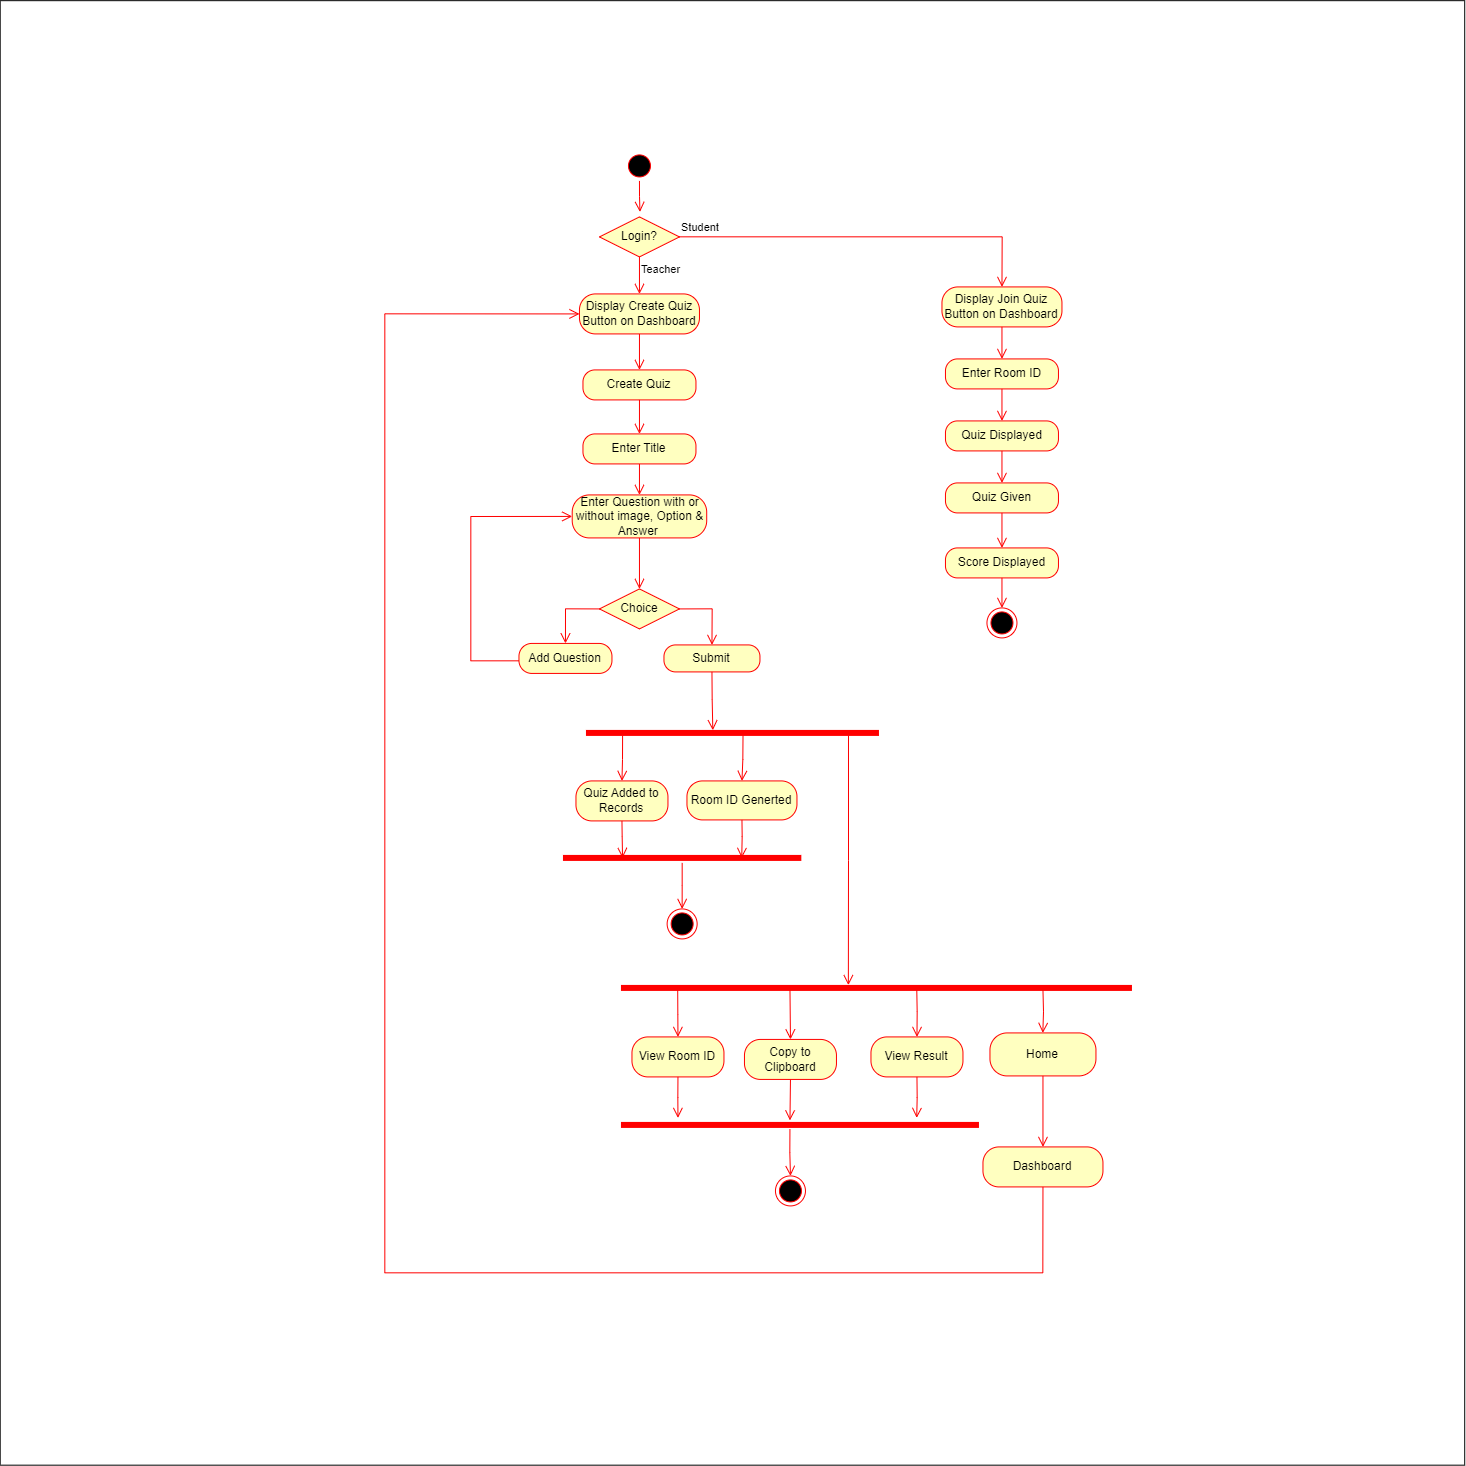 Login?
Student
Teacher
Display Create Quiz
Button on Dashboard
Display Join Quiz
Button on Dashboard
Create Quiz
Enter Room ID
Enter Title
Quiz Displayed
Enter Question with or
without image, Option &
Answer
Quiz Given
Score Displayed
Choice
Add Question
Submit
Quiz Added to
Records
Room ID Generted
View Room ID
Copy to
Clipboard
View Result
Home
Dashboard